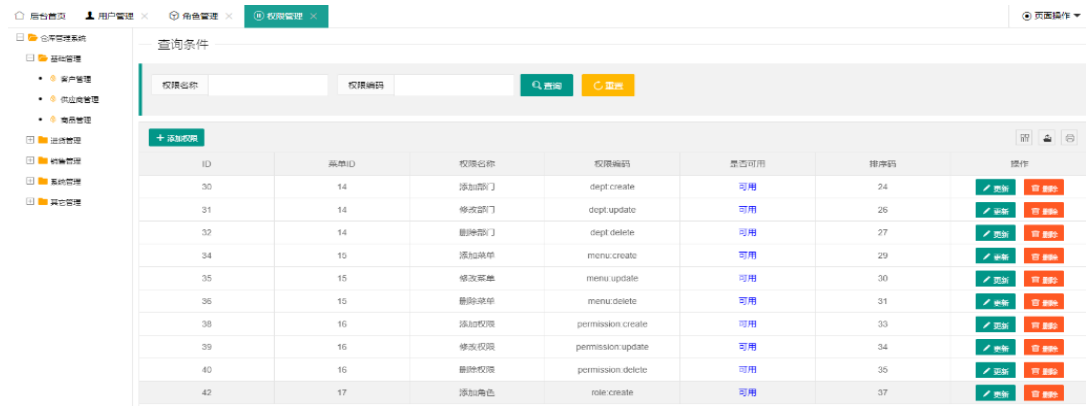 后台首页 用户管理 角色管理 权限管理 页面操作
仓库管理系统
基础管理
客户管理
供应商管理
商品管理
进货管理
销售管理
系统管理
其它管理
查询条件
权限名称 权限编码 查询 重置
添加权限
ID 菜单ID 权限名称 权限编码 是否可用 排序码 操作
30 14 添加部门 dept:create 可用 24 更新 删除
31 14 修改部门 dept:update 可用 26 更新 删除
32 14 删除部门 dept:delete 可用 27 更新 删除
34 15 添加菜单 menu:create 可用 29 更新 删除
35 15 修改菜单 menu:update 可用 30 更新 删除
36 15 删除菜单 menu:delete 可用 31 更新 删除
38 16 添加权限 permission:create 可用 33 更新 删除
39 16 修改权限 permission:update 可用 34 更新 删除
40 16 删除权限 permission:delete 可用 35 更新 删除
42 17 添加角色 role:create 可用 37 更新 删除